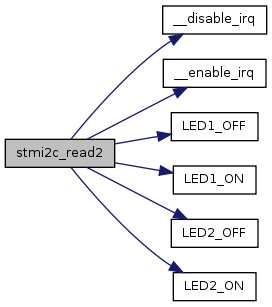 __disable_irq
__enable_irq
LED1_OFF
stmi2c_read2
LED1_ON
LED2_OFF
LED2_ON